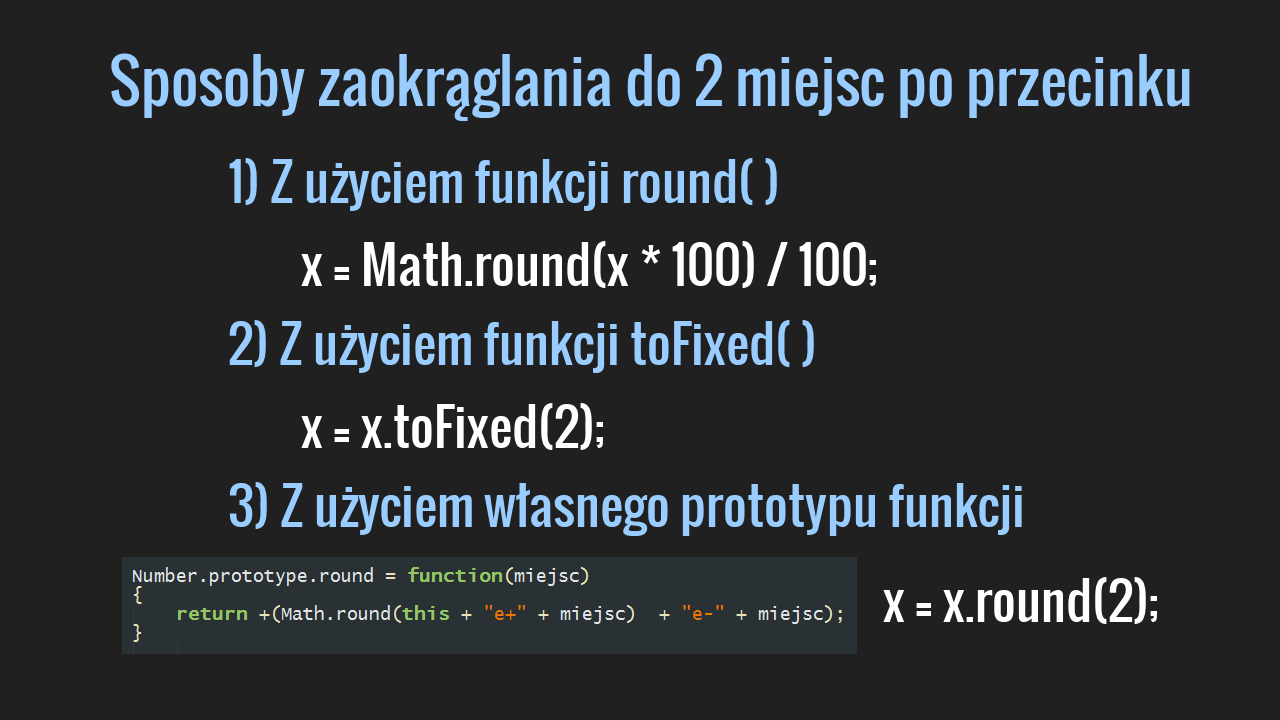 Sposoby zaokrąglania do 2 miejsc po przecinku
1) Z użyciem funkcji round( )
x = Math.round(x * 100) / 100;
2) Z użyciem funkcji toFixed( )
x = x.toFixed(2);
3) Z użyciem własnego prototypu funkcji
Number.prototype.round = function(miejsc)
{
return +(Math.round(this + "e+" + miejsc)  + "e-" + miejsc);
}
x = x.round(2);